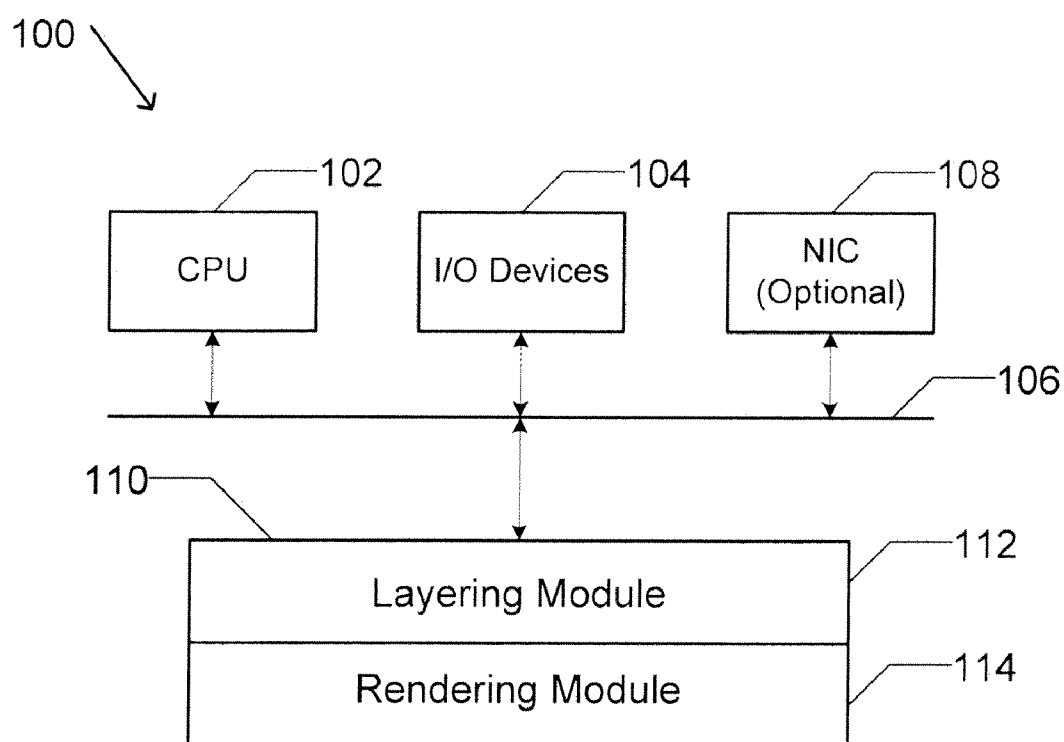 100
102
104
108
CPU
I/O Devices
NIC
(Optional)
106
110
112
Layering Module
114
Rendering Module